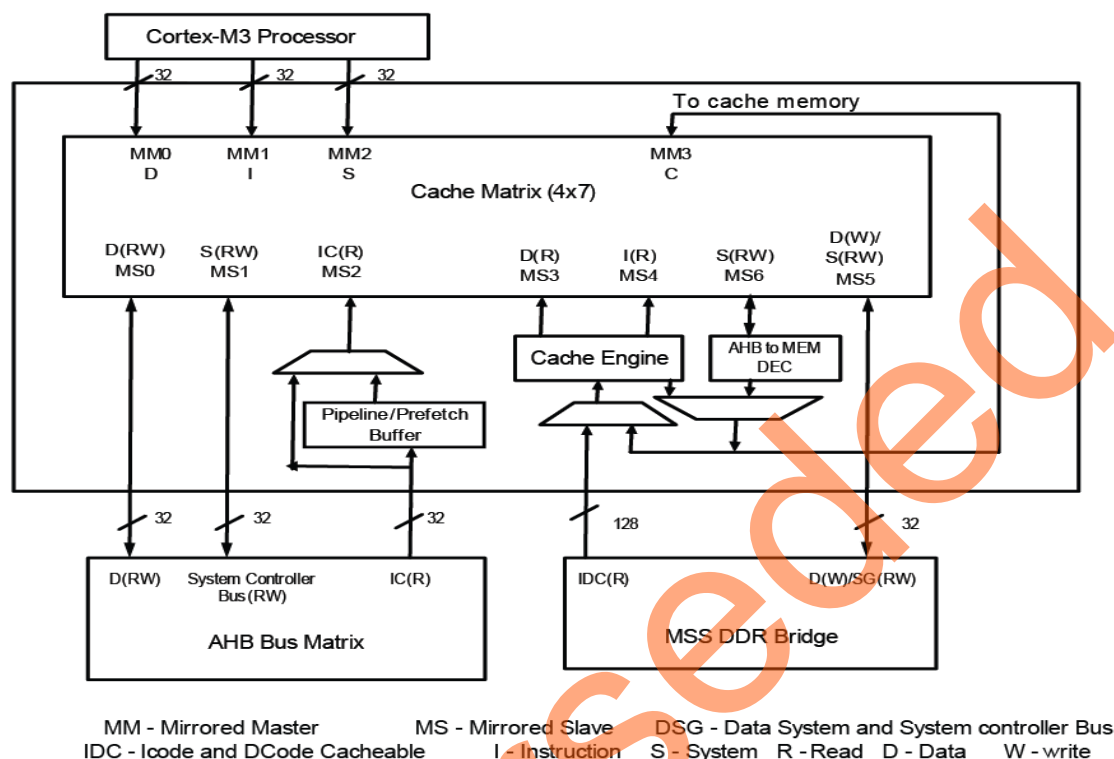 Cortex-M3 Processor
32 32 32
To cache memory
MM0 MM1 MM2 MM3
D I S C
Cache Matrix (4x7)
D(RW) S(RW) IC(R) D(R) I(R) S(RW) D(W)/
S(RW)
MS0 MS1 MS2 MS3 MS4 MS6 MS5
Cache Engine
AHB to MEM
DEC
Pipeline/Prefetch
Buffer
32 32 32 128 32
D(RW) System Controller
Bus(RW) IC(R) IDC(R) D(W)/SG(RW)
AHB Bus Matrix MSS DDR Bridge
MM - Mirrored Master MS - Mirrored Slave DSG - Data System and System controller Bus
IDC - Icode and DCode Cacheable I - Instruction S - System R - Read D - Data W - write
seded